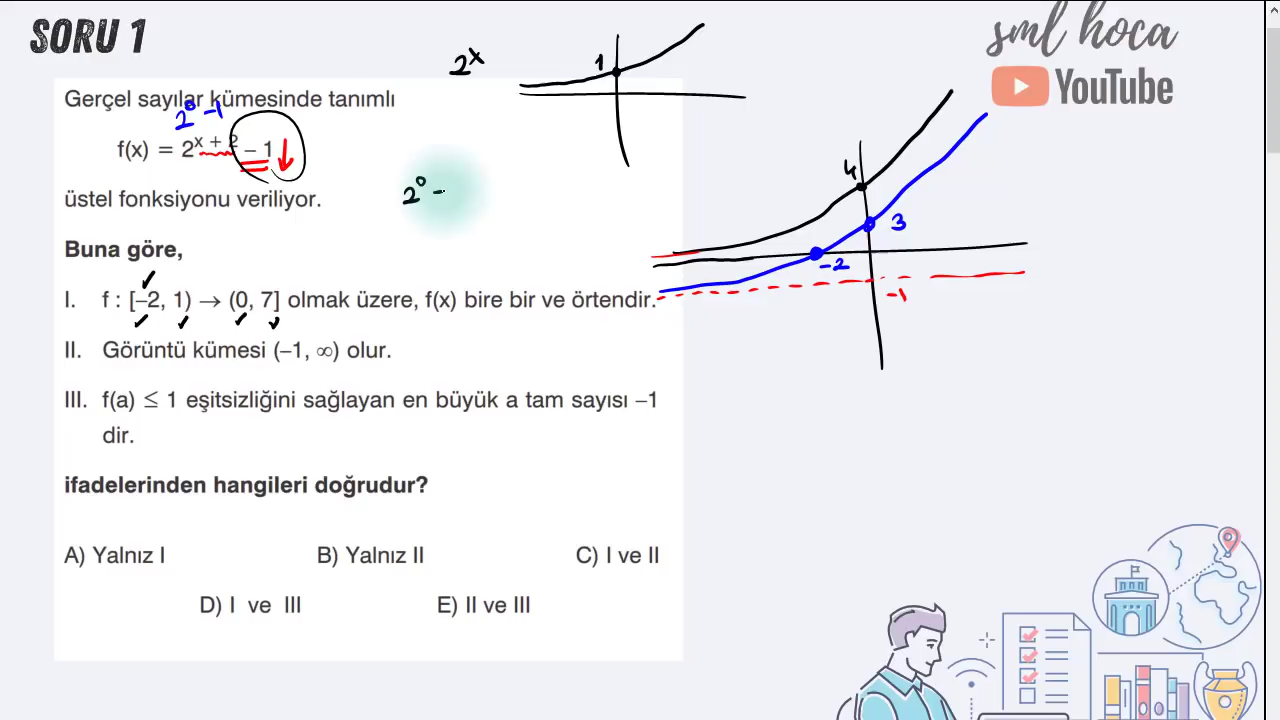 SORU 1
sml hoca
YouTube
2^x
1
Gerçel sayılar kümesinde tanımlı
2^0 -1
f(x) = 2^(x + 2) – 1
üstel fonksiyonu veriliyor.
2^0 -
4
3
-2
-1
Buna göre,
I. f : [–2, 1) → (0, 7] olmak üzere, f(x) bire bir ve örtendir.
II. Görüntü kümesi (–1, ∞) olur.
III. f(a) ≤ 1 eşitsizliğini sağlayan en büyük a tam sayısı –1
dir.
ifadelerinden hangileri doğrudur?
A) Yalnız I B) Yalnız II C) I ve II
D) I ve III E) II ve III